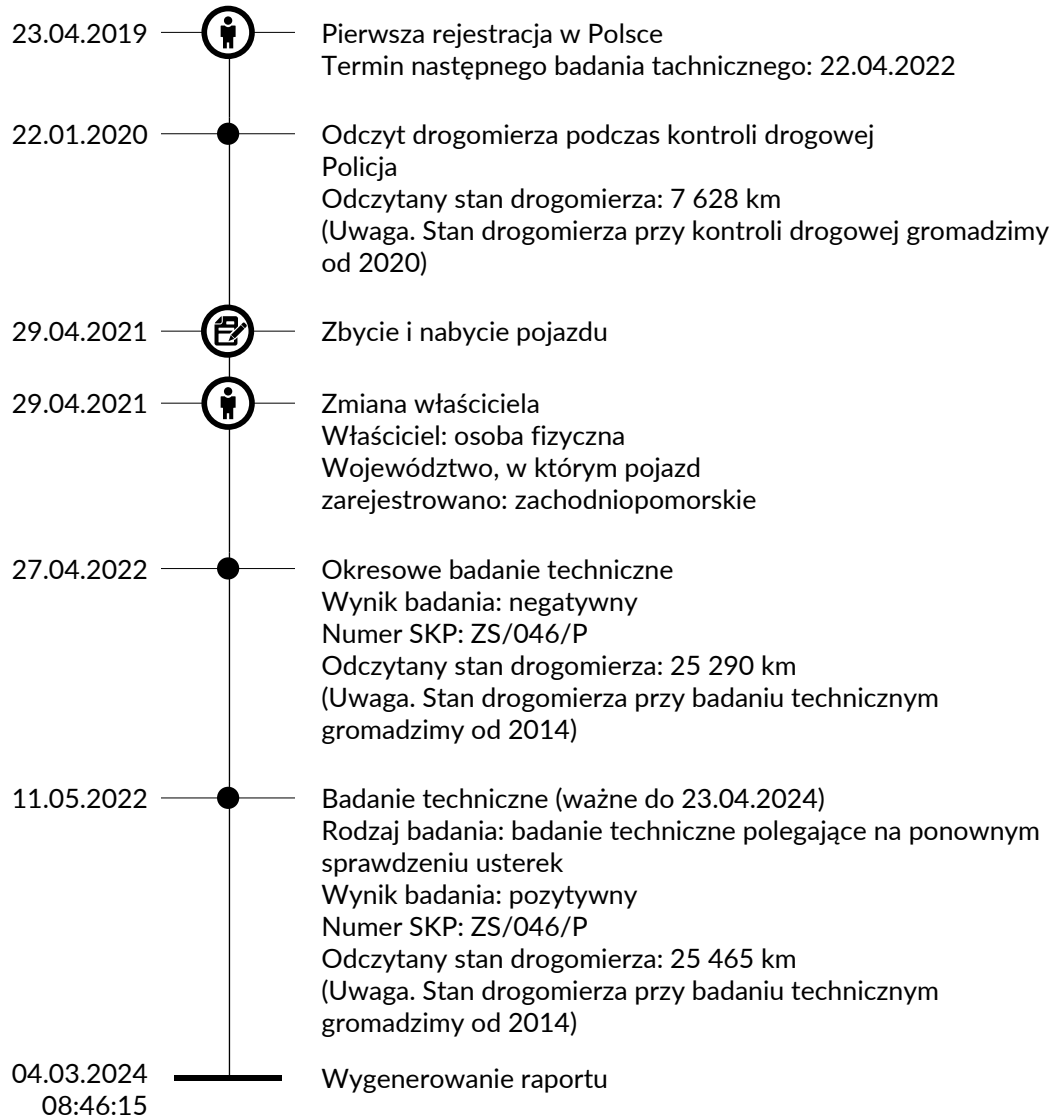 23.04.2019
Pierwsza rejestracja w Polsce
Termin następnego badania tachnicznego: 22.04.2022
22.01.2020
Odczyt drogomierza podczas kontroli drogowej
Policja
Odczytany stan drogomierza: 7 628 km
(Uwaga. Stan drogomierza przy kontroli drogowej gromadzimy
od 2020)
29.04.2021
Zbycie i nabycie pojazdu
29.04.2021
Zmiana właściciela
Właściciel: osoba fizyczna
Województwo, w którym pojazd
zarejestrowano: zachodniopomorskie
27.04.2022
Okresowe badanie techniczne
Wynik badania: negatywny
Numer SKP: ZS/046/P
Odczytany stan drogomierza: 25 290 km
(Uwaga. Stan drogomierza przy badaniu technicznym
gromadzimy od 2014)
11.05.2022
Badanie techniczne (ważne do 23.04.2024)
Rodzaj badania: badanie techniczne polegające na ponownym
sprawdzeniu usterek
Wynik badania: pozytywny
Numer SKP: ZS/046/P
Odczytany stan drogomierza: 25 465 km
(Uwaga. Stan drogomierza przy badaniu technicznym
gromadzimy od 2014)
04.03.2024
08:46:15
Wygenerowanie raportu